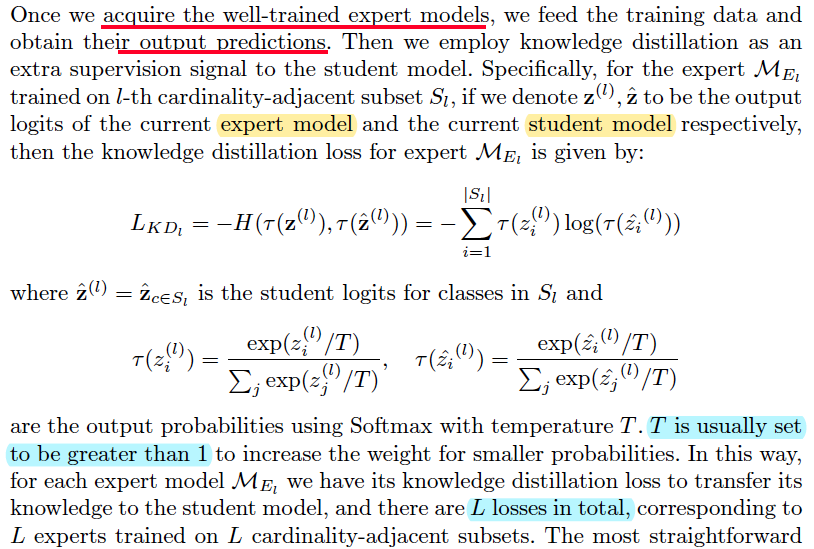 Once we acquire the well-trained expert models, we feed the training data and
obtain their output predictions. Then we employ knowledge distillation as an
extra supervision signal to the student model. Specifically, for the expert $\mathcal{M}_{E_l}$
trained on $l$-th cardinality-adjacent subset $S_l$, if we denote $\mathbf{z}^{(l)}, \hat{\mathbf{z}}$ to be the output
logits of the current expert model and the current student model respectively,
then the knowledge distillation loss for expert $\mathcal{M}_{E_l}$ is given by:
$L_{KD_l} = -H(\tau(\mathbf{z}^{(l)}), \tau(\hat{\mathbf{z}}^{(l)})) = -\sum_{i=1}^{|S_l|} \tau(z_i^{(l)}) \log(\tau(\hat{z_i}^{(l)}))$
where $\hat{\mathbf{z}}^{(l)} = \hat{\mathbf{z}}_{c \in S_l}$ is the student logits for classes in $S_l$ and
$\tau(z_i^{(l)}) = \frac{\exp(z_i^{(l)}/T)}{\sum_j \exp(z_j^{(l)}/T)}, \quad \tau(\hat{z_i}^{(l)}) = \frac{\exp(\hat{z_i}^{(l)}/T)}{\sum_j \exp(\hat{z_j}^{(l)}/T)}$
are the output probabilities using Softmax with temperature $T$. $T$ is usually set
to be greater than 1 to increase the weight for smaller probabilities. In this way,
for each expert model $\mathcal{M}_{E_l}$ we have its knowledge distillation loss to transfer its
knowledge to the student model, and there are $L$ losses in total, corresponding to
$L$ experts trained on $L$ cardinality-adjacent subsets. The most straightforward